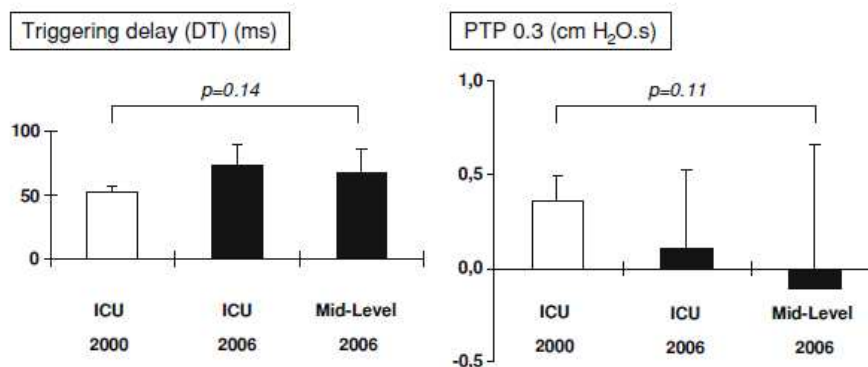 Triggering delay (DT) (ms)
p=0.14
100
50
0
ICU ICU Mid-Level
2000 2006 2006
PTP 0.3 (cm H₂O.s)
1,0
p=0.11
0,5
0,0
ICU ICU Mid-Level
2000 2006 2006
-0,5